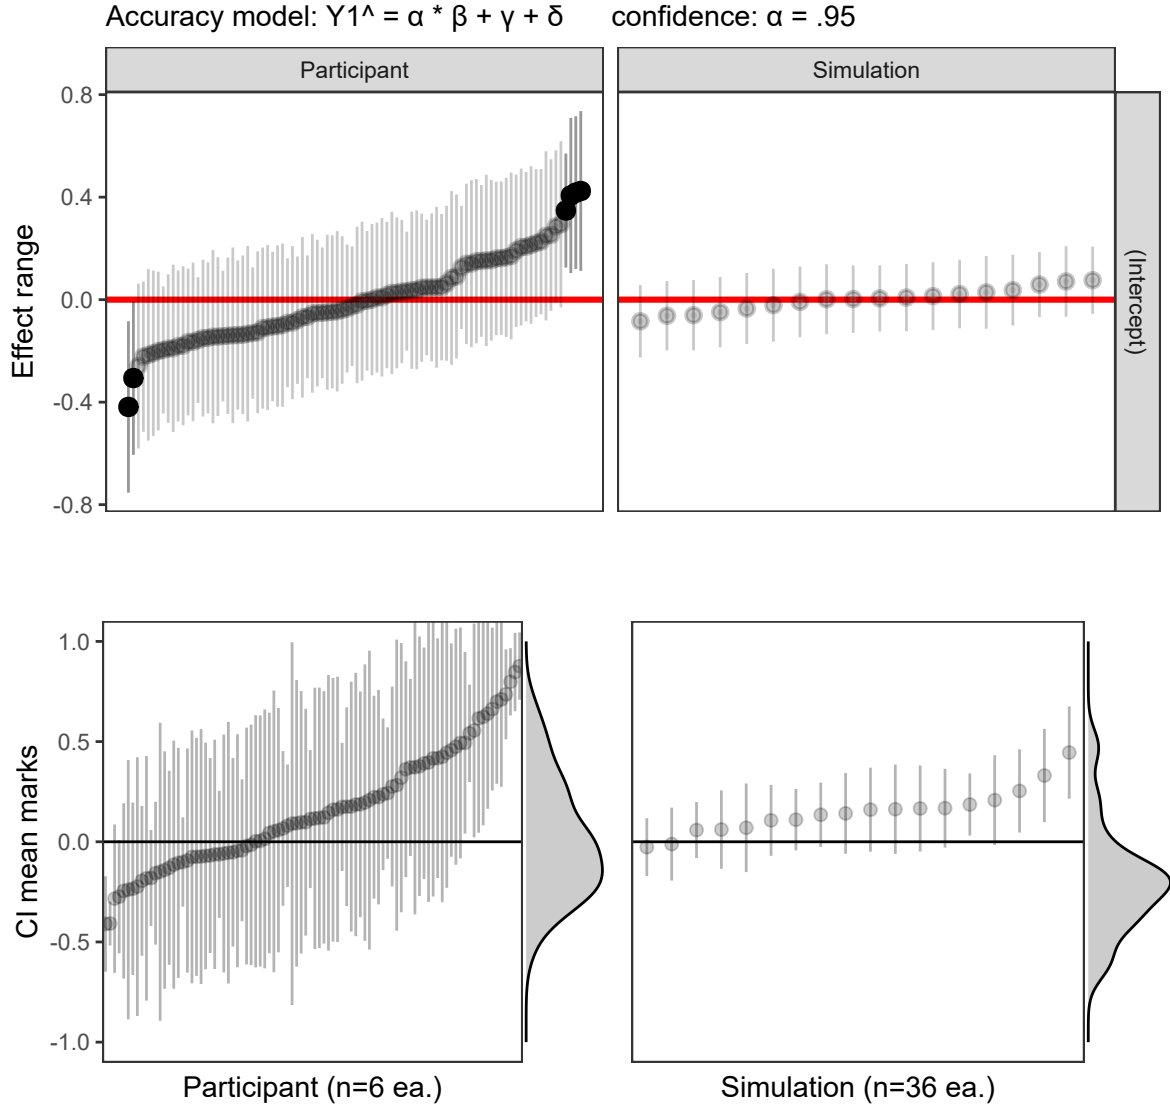 Accuracy model: Y1^ = α * β + γ + δ confidence: α = .95
Participant Simulation
0.8
0.4
0.0
-0.4
-0.8
Effect range
(Intercept)
1.0
0.5
0.0
-0.5
-1.0
CI mean marks
Participant (n=6 ea.) Simulation (n=36 ea.)